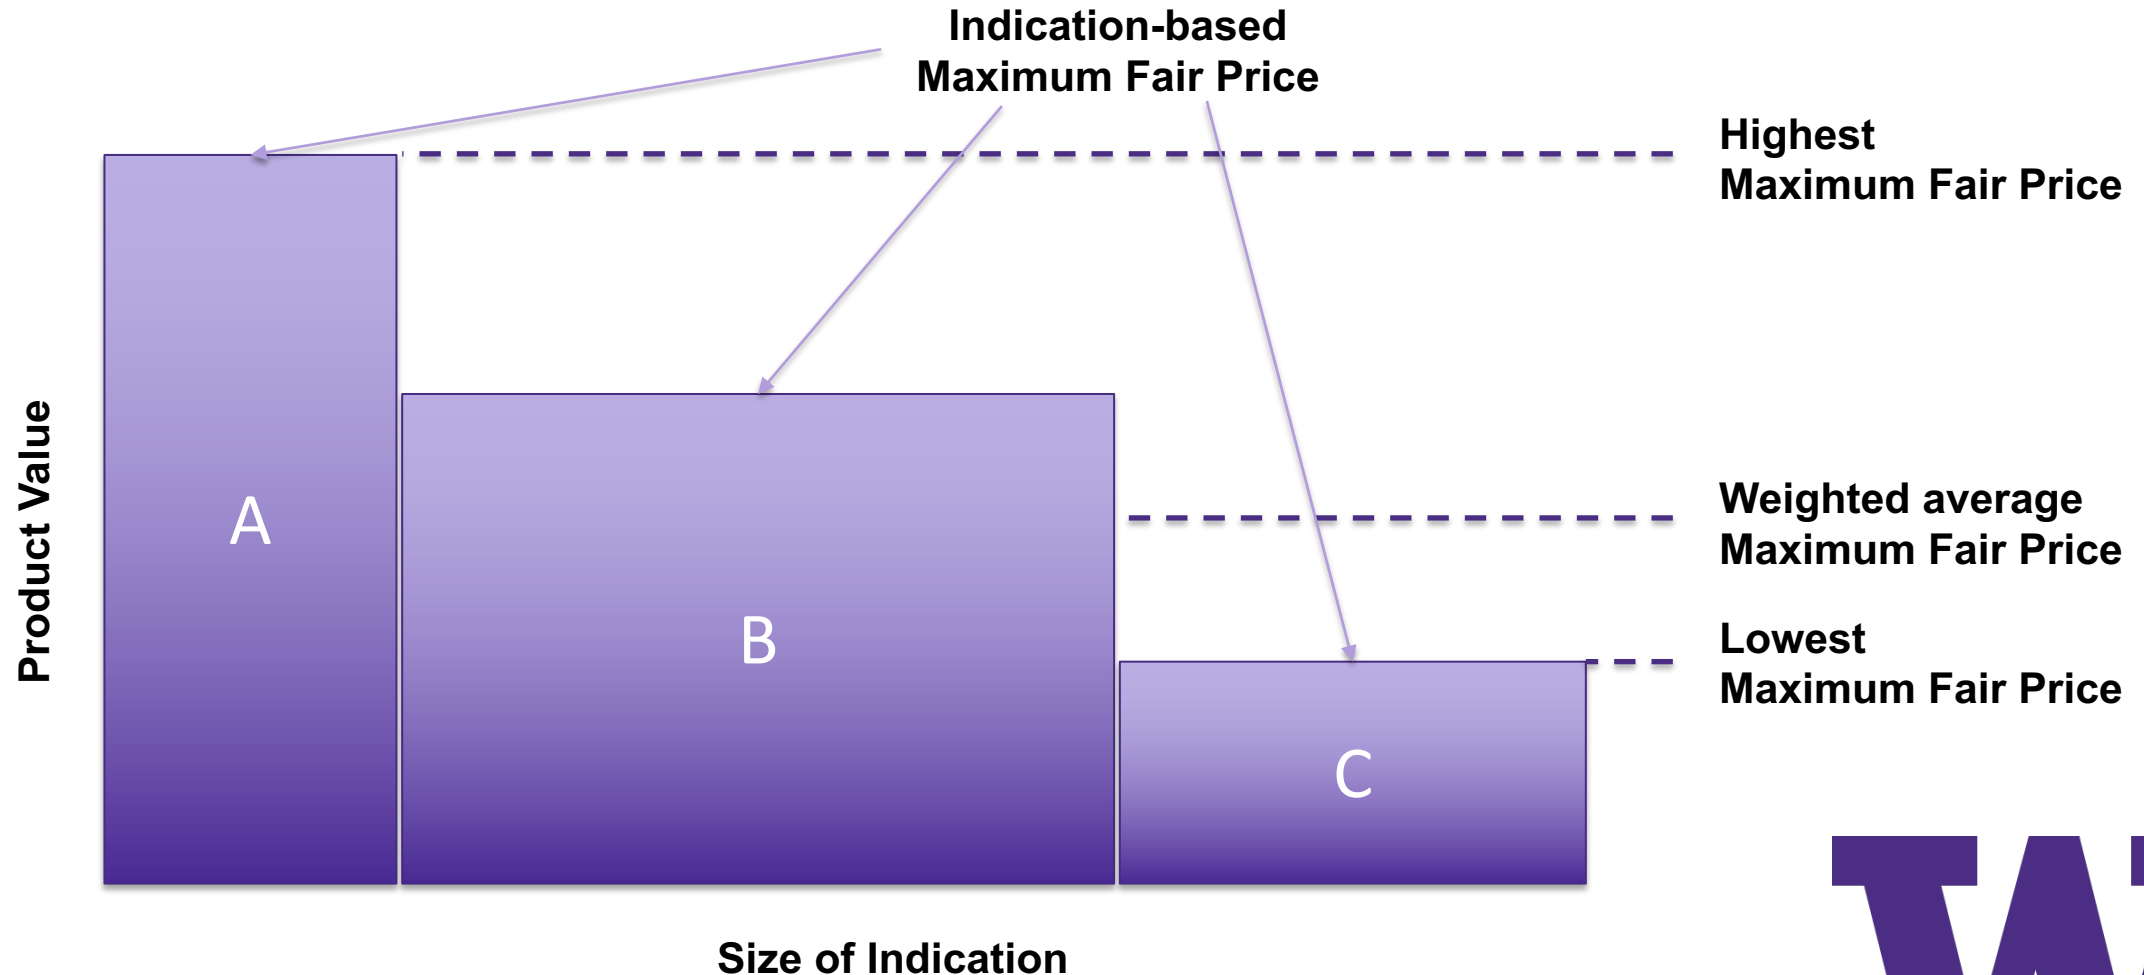 Indication-based
Maximum Fair Price
Highest
Maximum Fair Price
Product Value
A
B
C
Weighted average
Maximum Fair Price
Lowest
Maximum Fair Price
Size of Indication
W